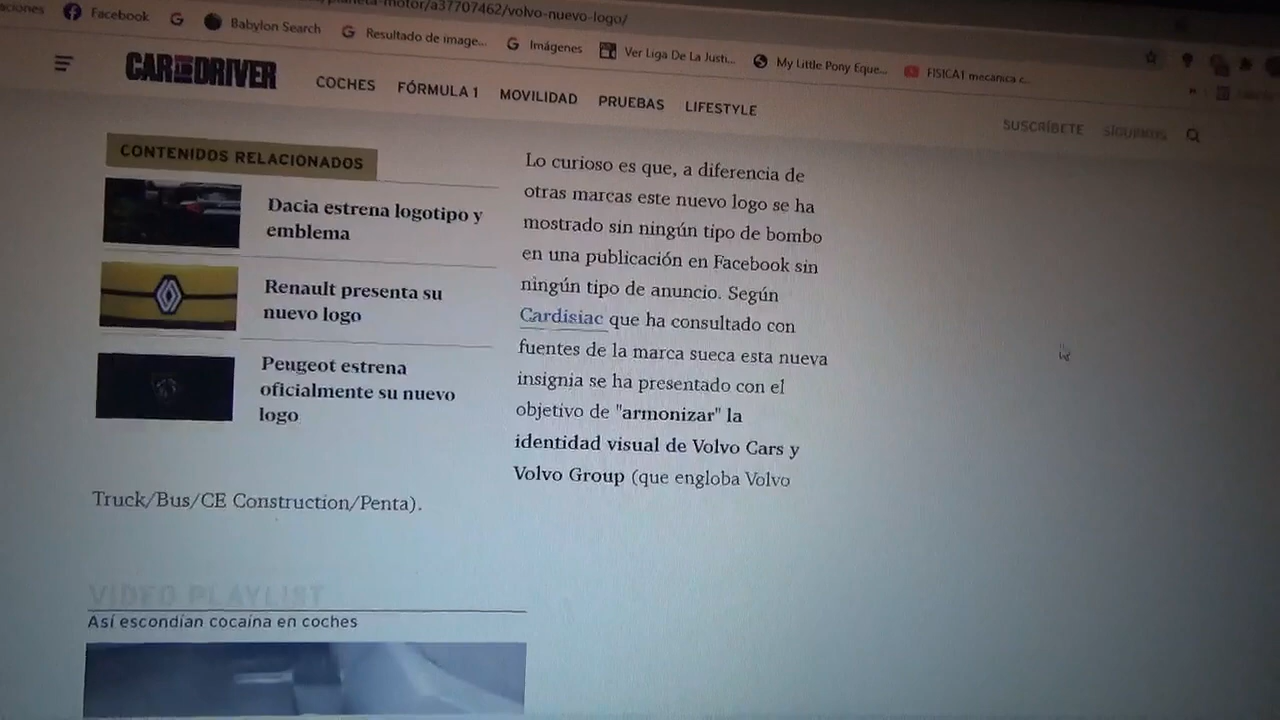 aciones
Facebook
Babylon Search
Resultado de image...
Imágenes
Ver Liga De La Justi...
My Little Pony Eque...
FISICA1 mecanica c...
motor/a37707462/volvo-nuevo-logo/
CAR AND DRIVER
COCHES
FÓRMULA 1
MOVILIDAD
PRUEBAS
LIFESTYLE
SUSCRÍBETE
SÍGUENOS
CONTENIDOS RELACIONADOS
Dacia estrena logotipo y
emblema
Renault presenta su
nuevo logo
Peugeot estrena
oficialmente su nuevo
logo
Lo curioso es que, a diferencia de
otras marcas este nuevo logo se ha
mostrado sin ningún tipo de bombo
en una publicación en Facebook sin
ningún tipo de anuncio. Según
Cardisiac que ha consultado con
fuentes de la marca sueca esta nueva
insignia se ha presentado con el
objetivo de "armonizar" la
identidad visual de Volvo Cars y
Volvo Group (que engloba Volvo
Truck/Bus/CE Construction/Penta).
VIDEO PLAYLIST
Así escondían cocaína en coches